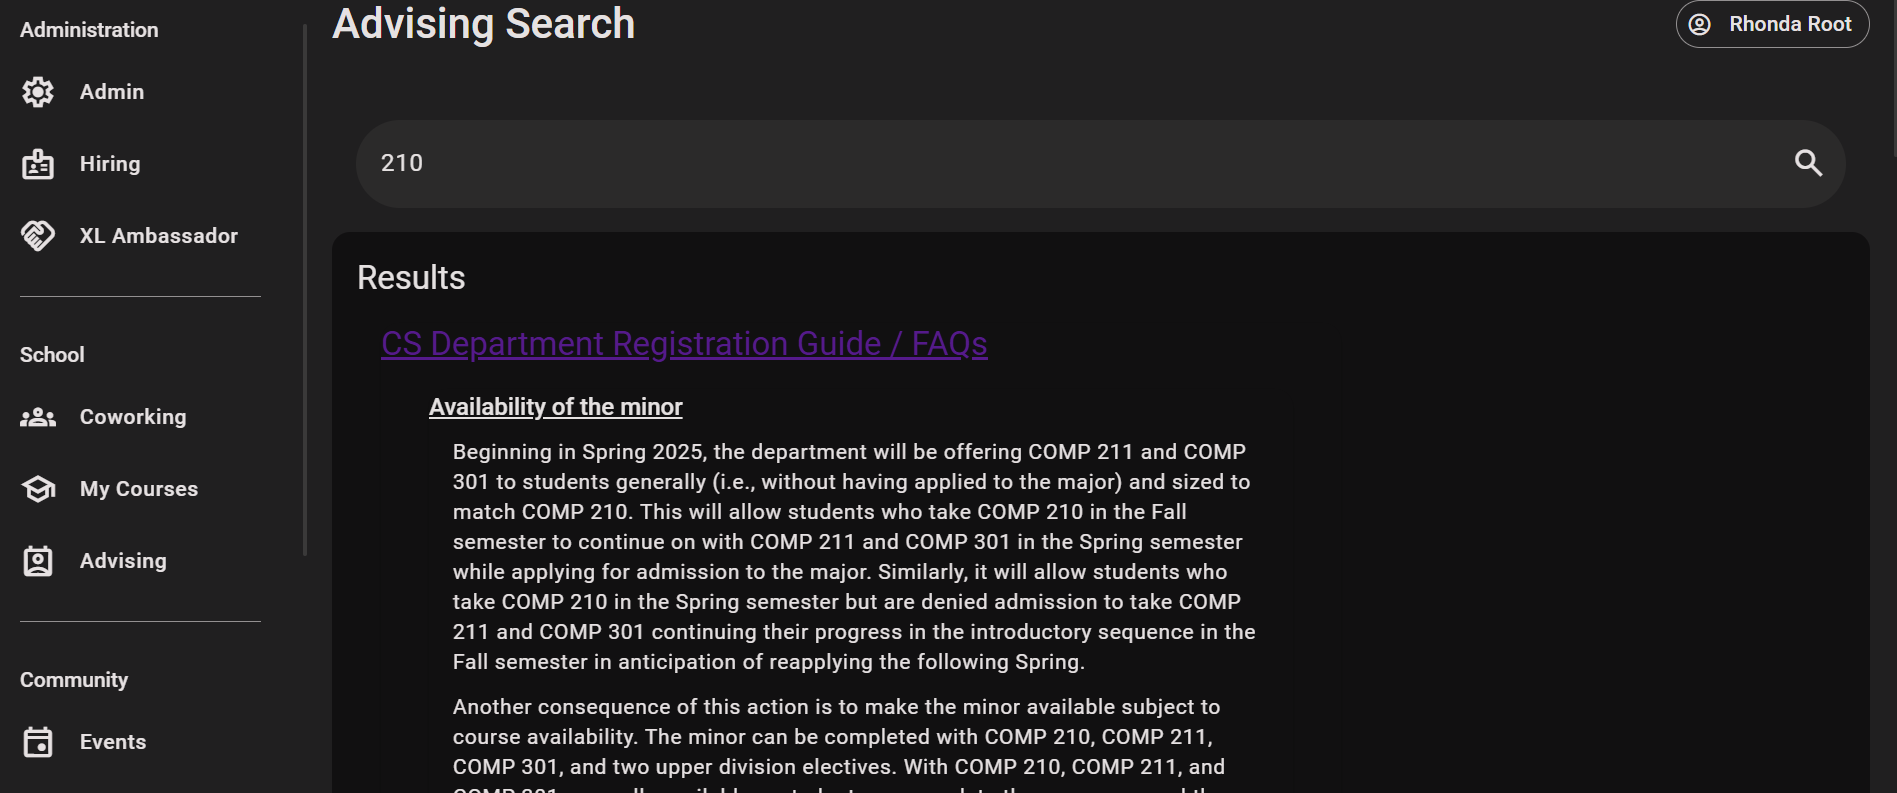 Administration
Admin
Hiring
XL Ambassador
School
Coworking
My Courses
Advising
Community
Events
Advising Search
Rhonda Root
210
Results
CS Department Registration Guide / FAQs
Availability of the minor
Beginning in Spring 2025, the department will be offering COMP 211 and COMP
301 to students generally (i.e., without having applied to the major) and sized to
match COMP 210. This will allow students who take COMP 210 in the Fall
semester to continue on with COMP 211 and COMP 301 in the Spring semester
while applying for admission to the major. Similarly, it will allow students who
take COMP 210 in the Spring semester but are denied admission to take COMP
211 and COMP 301 continuing their progress in the introductory sequence in the
Fall semester in anticipation of reapplying the following Spring.
Another consequence of this action is to make the minor available subject to
course availability. The minor can be completed with COMP 210, COMP 211,
COMP 301, and two upper division electives. With COMP 210, COMP 211, and